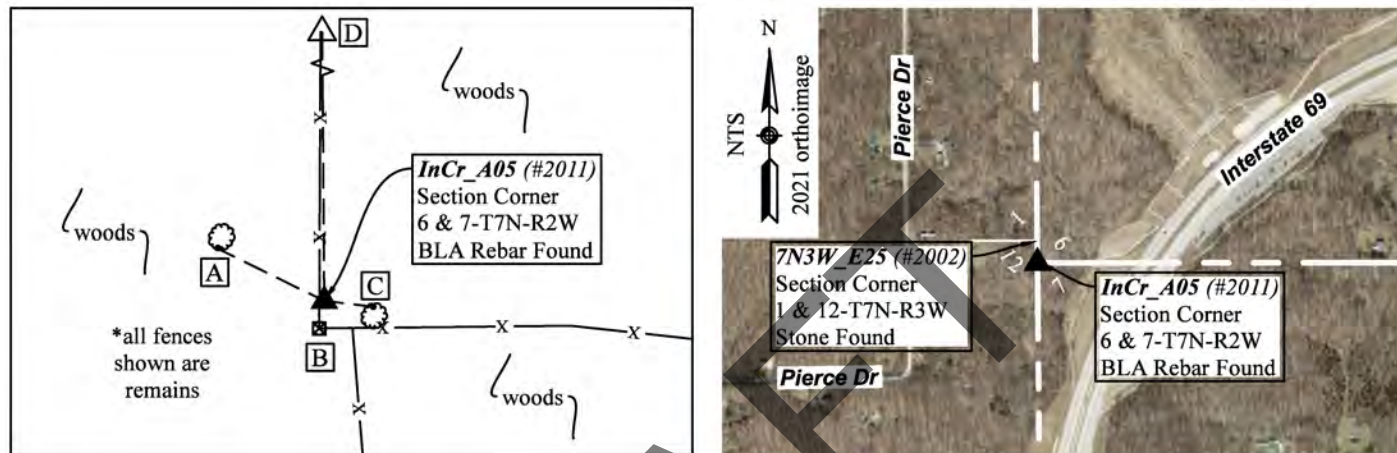 D
woods
x
InCr_A05 (#2011)
Section Corner
6 & 7-T7N-R2W
BLA Rebar Found
woods
x
A
C
*all fences
shown are
remains
B
x
x
x
woods
x
N
NTS
2021 orthoimage
Pierce Dr
Interstate 69
1
6
12
7
7N3W_E25 (#2002)
Section Corner
1 & 12-T7N-R3W
Stone Found
InCr_A05 (#2011)
Section Corner
6 & 7-T7N-R2W
BLA Rebar Found
Pierce Dr